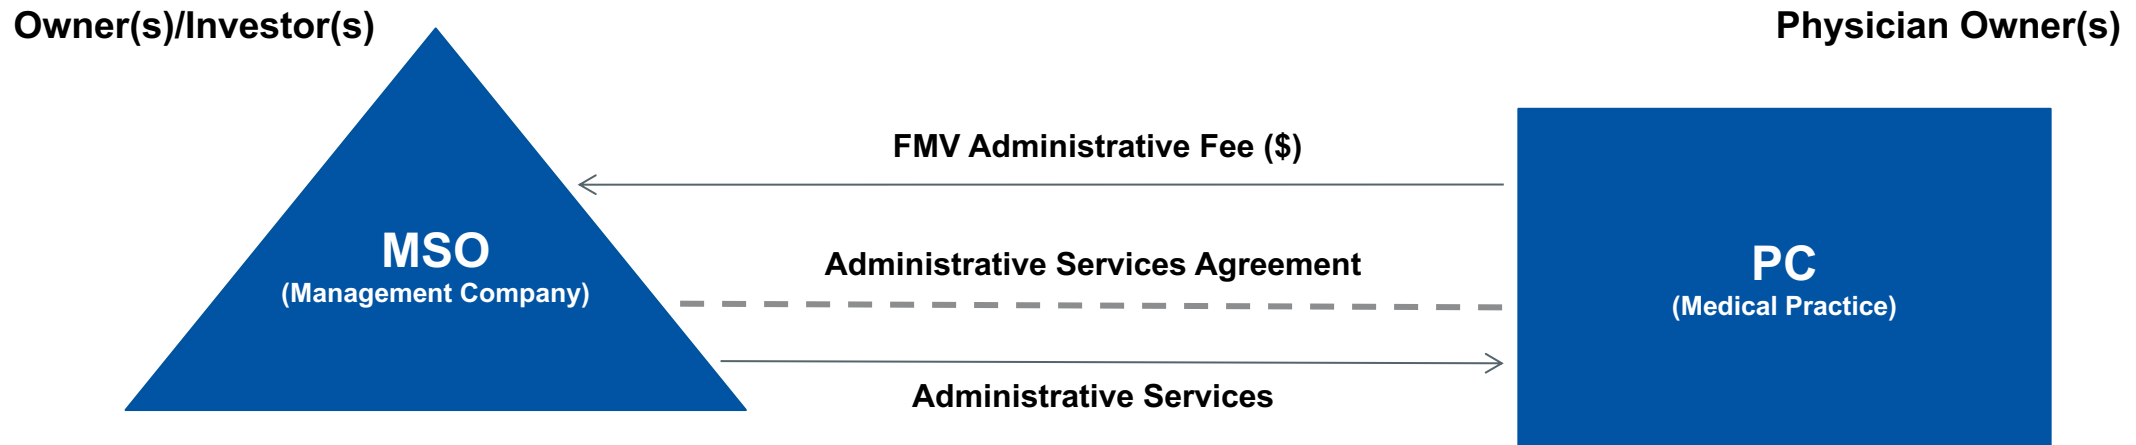 Owner(s)/Investor(s)
Physician Owner(s)
FMV Administrative Fee ($)
MSO
(Management Company)
Administrative Services Agreement
PC
(Medical Practice)
Administrative Services